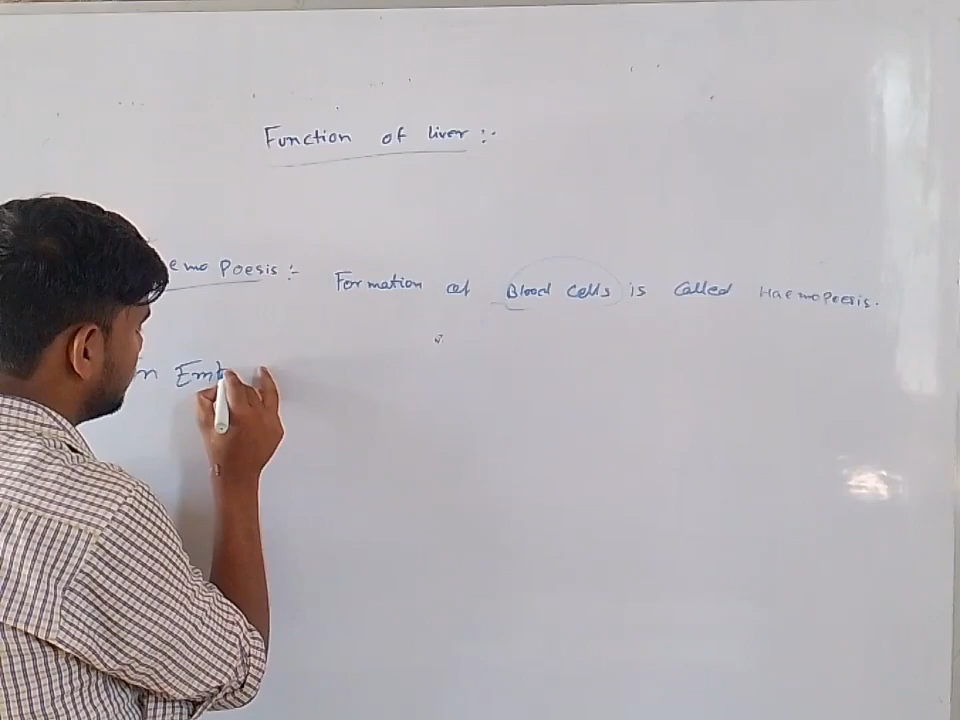 Function of liver :-
emo Poesis :- Formation of Blood Cells is Called Haemopoesis.
n Emb